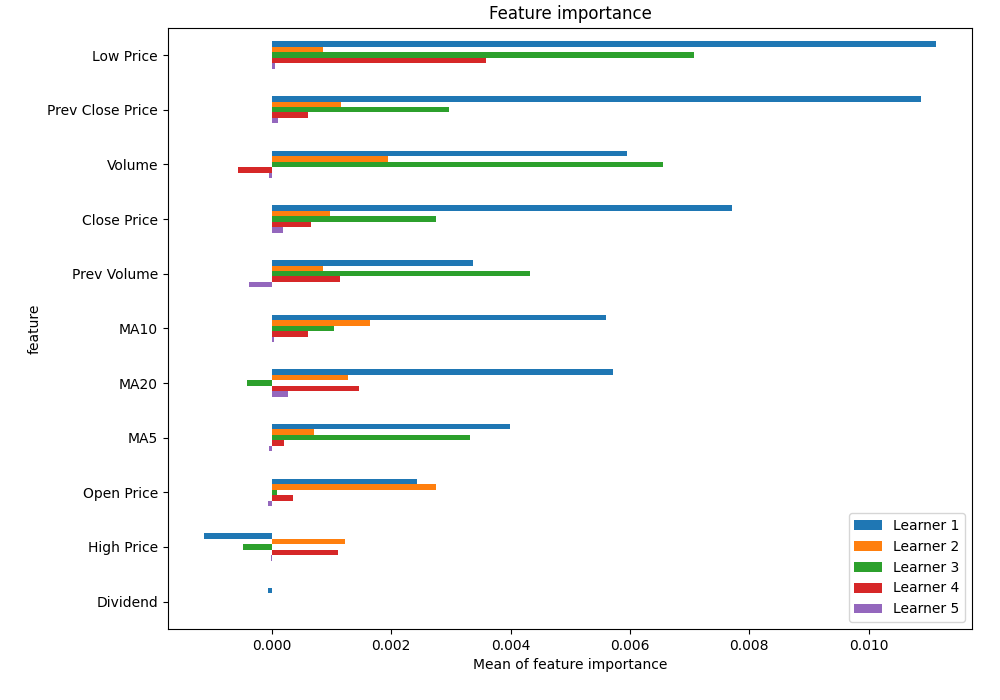 Feature importance
Low Price
Prev Close Price
Volume
Close Price
Prev Volume
MA10
MA20
MA5
Open Price
High Price
Dividend
feature
Learner 1
Learner 2
Learner 3
Learner 4
Learner 5
0.000 0.002 0.004 0.006 0.008 0.010
Mean of feature importance